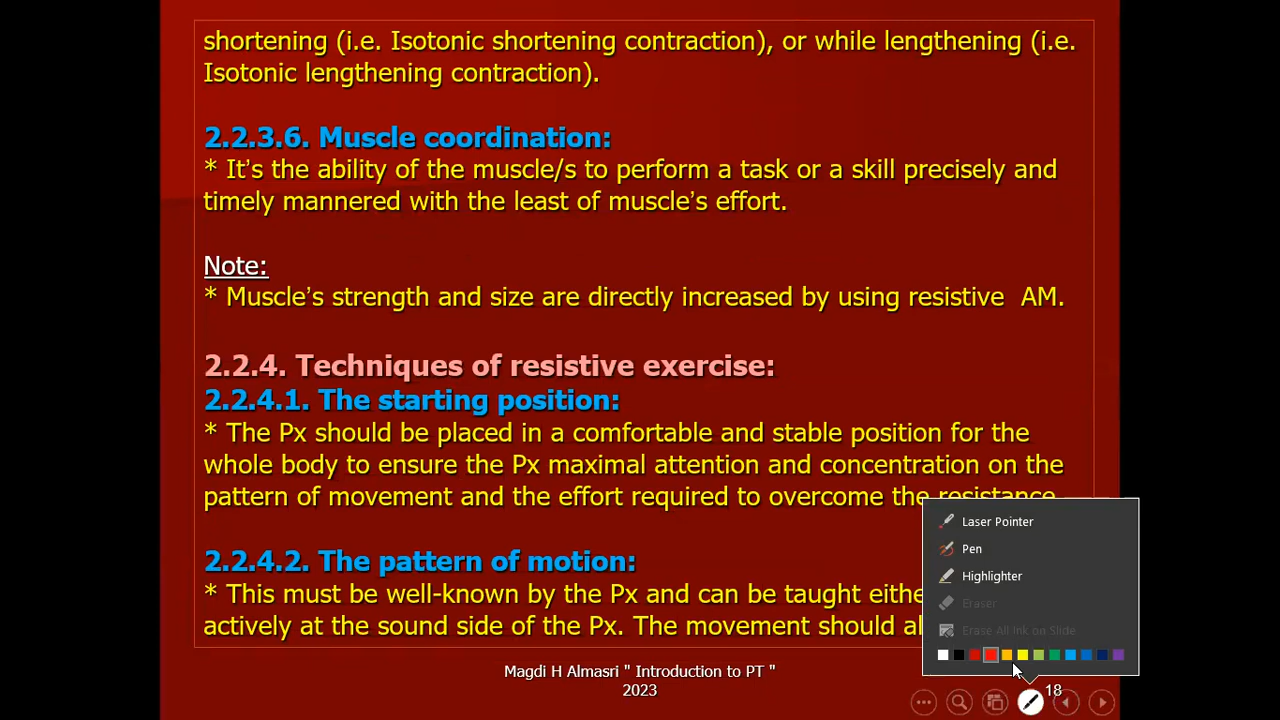 shortening (i.e. Isotonic shortening contraction), or while lengthening (i.e.
Isotonic lengthening contraction).
2.2.3.6. Muscle coordination:
* It’s the ability of the muscle/s to perform a task or a skill precisely and
timely mannered with the least of muscle’s effort.
Note:
* Muscle’s strength and size are directly increased by using resistive  AM.
2.2.4. Techniques of resistive exercise:
2.2.4.1. The starting position:
* The Px should be placed in a comfortable and stable position for the
whole body to ensure the Px maximal attention and concentration on the
pattern of movement and the effort required to overcome the resistance
2.2.4.2. The pattern of motion:
* This must be well-known by the Px and can be taught
actively at the sound side of the Px. The movement should
Laser Pointer
Pen
Highlighter
Eraser
Erase All Ink on Slide
Magdi H Almasri " Introduction to PT "
2023
18